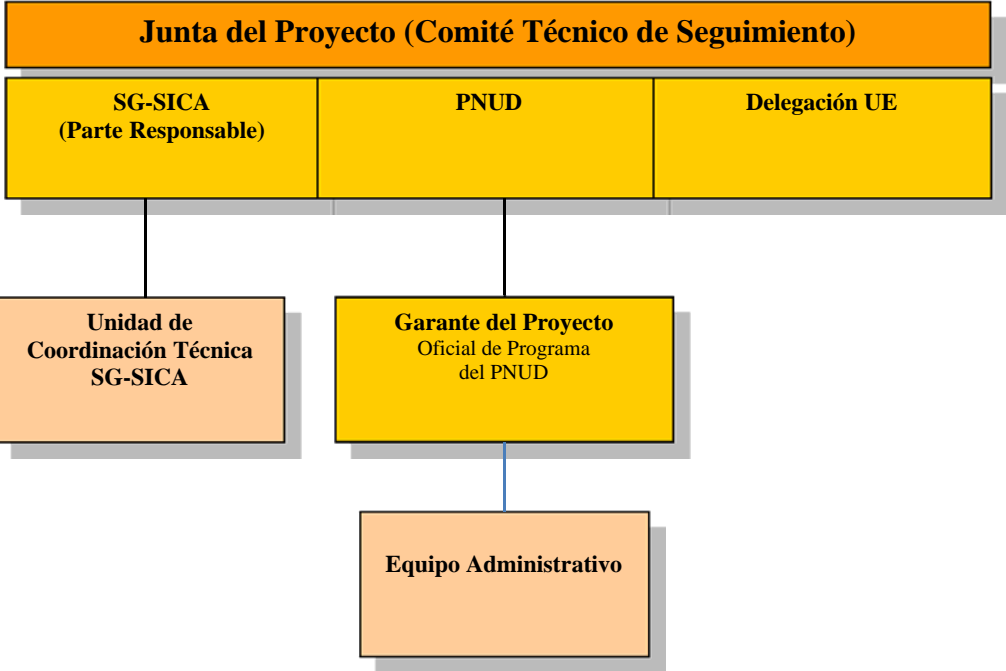 Junta del Proyecto (Comité Técnico de Seguimiento)
SG-SICA
(Parte Responsable)
PNUD
Delegación UE
Unidad de
Coordinación Técnica
SG-SICA
Garante del Proyecto
Oficial de Programa
del PNUD
Equipo Administrativo